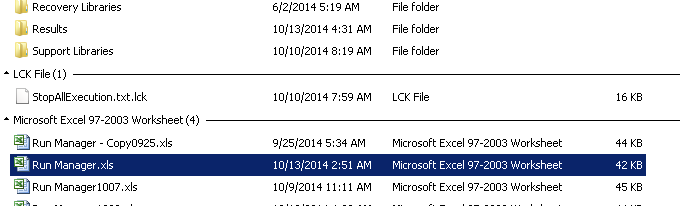 Recovery Libraries 6/2/2014 5:19 AM File folder
Results 10/13/2014 4:31 AM File folder
Support Libraries 10/10/2014 8:19 AM File folder
LCK File (1)
StopAllExecution.txt.lck 10/10/2014 7:59 AM LCK File 16 KB
Microsoft Excel 97-2003 Worksheet (4)
Run Manager - Copy0925.xls 9/25/2014 5:34 AM Microsoft Excel 97-2003 Worksheet 44 KB
Run Manager.xls 10/13/2014 2:51 AM Microsoft Excel 97-2003 Worksheet 42 KB
Run Manager1007.xls 10/9/2014 11:11 AM Microsoft Excel 97-2003 Worksheet 45 KB